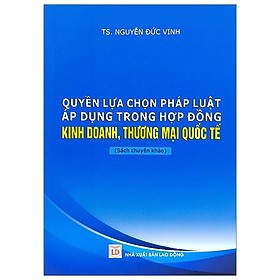 TS. NGUYỄN ĐỨC VINH
QUYỀN LỰA CHỌN PHÁP LUẬT
ÁP DỤNG TRONG HỢP ĐỒNG
KINH DOANH, THƯƠNG MẠI QUỐC TẾ
(Sách chuyên khảo)
LĐ
NHÀ XUẤT BẢN LAO ĐỘNG